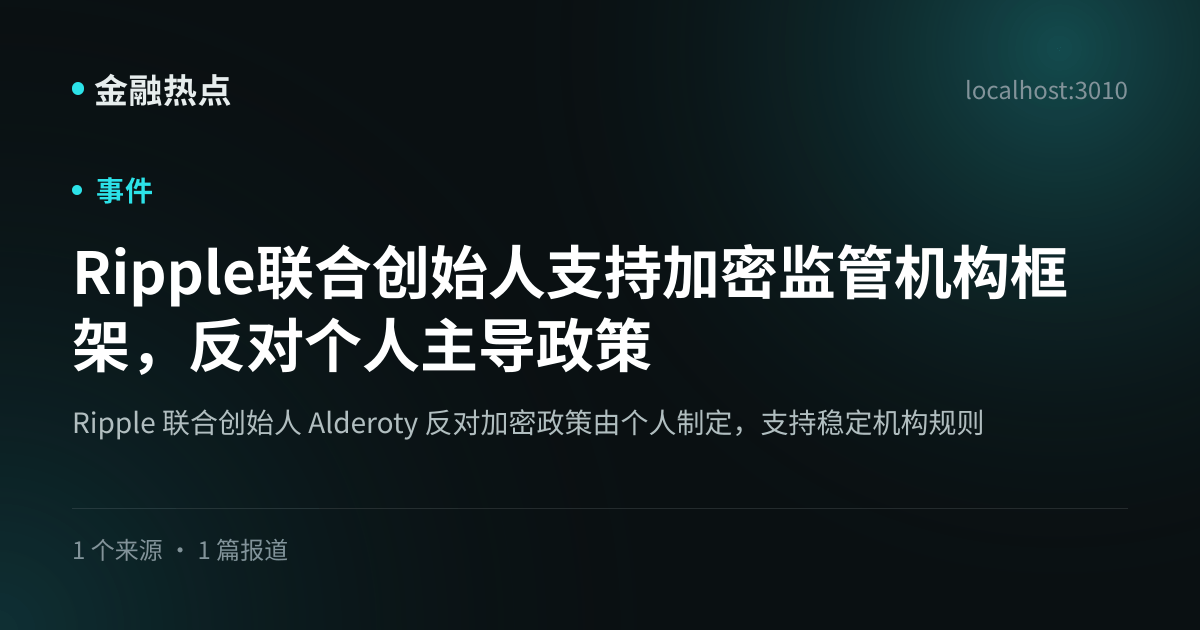 金融热点
localhost:3010
事件
Ripple联合创始人支持加密监管机构框
架，反对个人主导政策
Ripple 联合创始人 Alderoty 反对加密政策由个人制定，支持稳定机构规则
1 个来源 · 1 篇报道